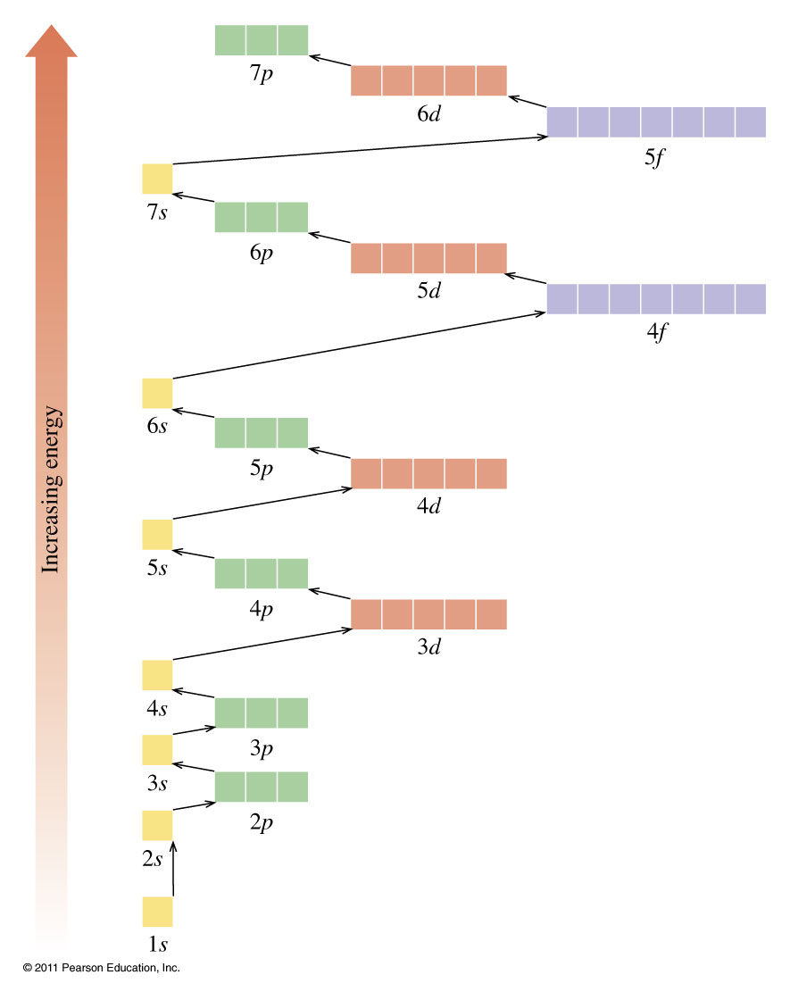 7p
6d
5f
7s
6p
5d
4f
6s
5p
4d
5s
4p
3d
4s
3p
3s
2p
2s
1s
Increasing energy
© 2011 Pearson Education, Inc.